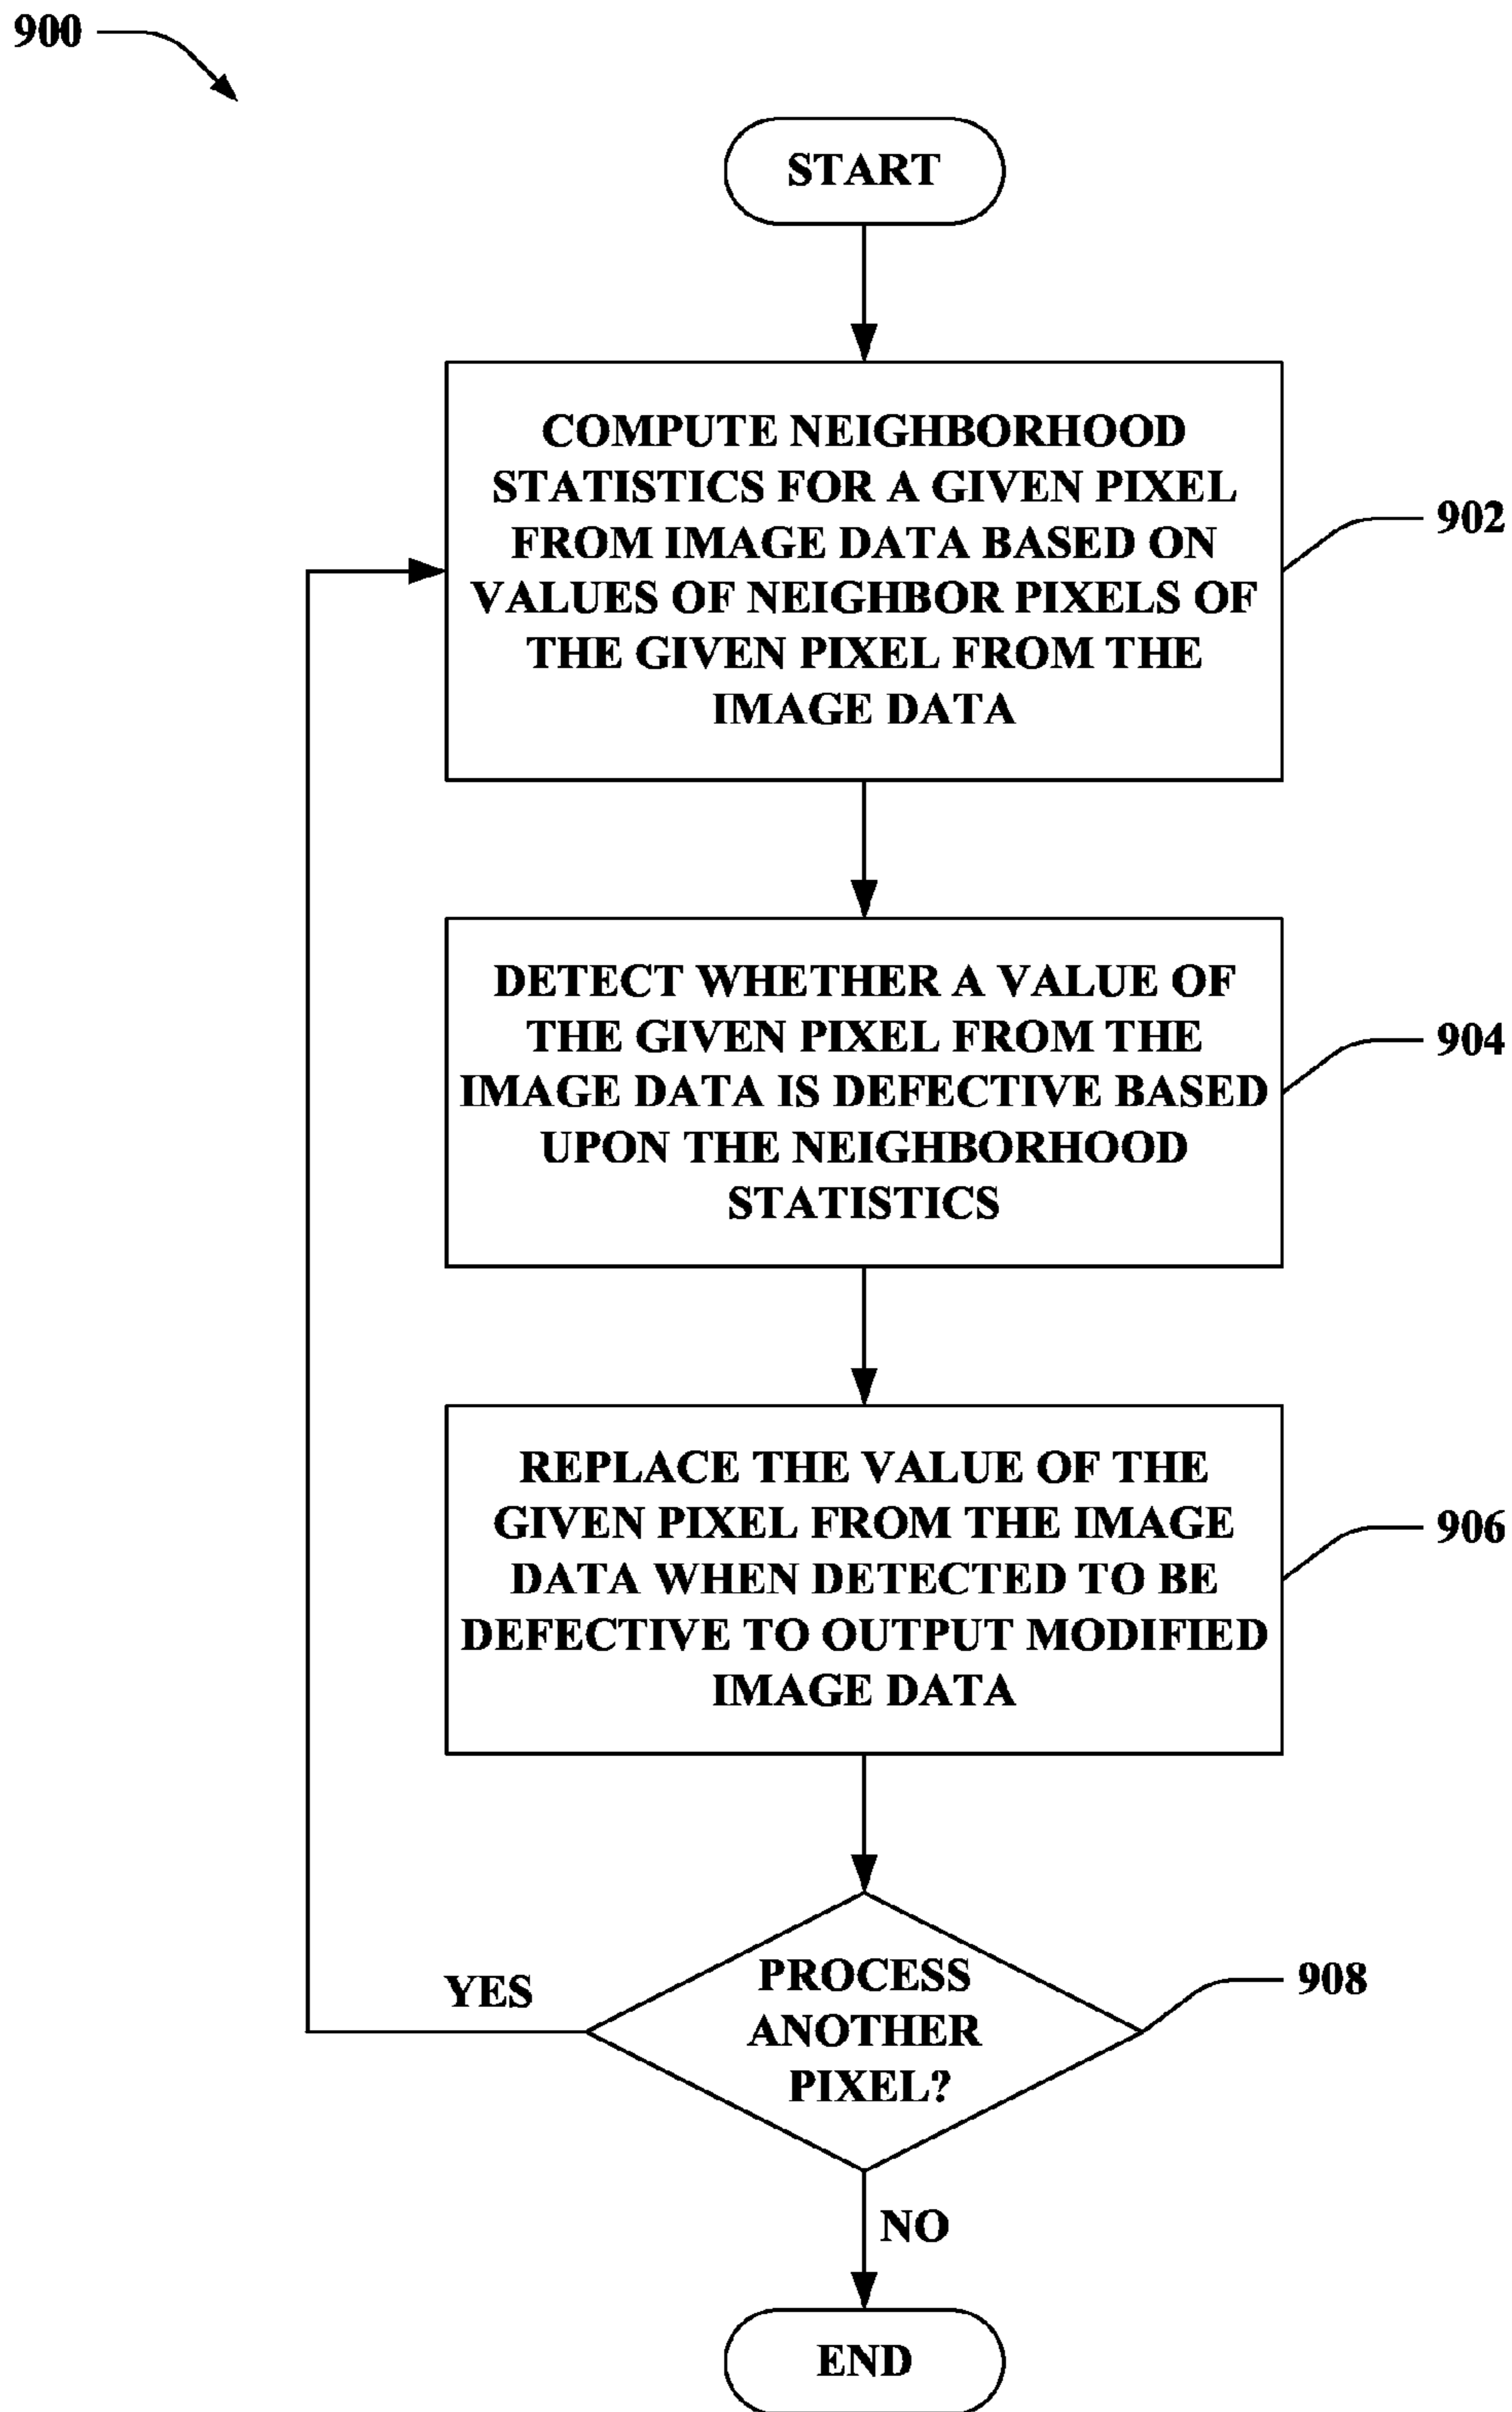 900
START
COMPUTE NEIGHBORHOOD
STATISTICS FOR A GIVEN PIXEL
FROM IMAGE DATA BASED ON
VALUES OF NEIGHBOR PIXELS OF
THE GIVEN PIXEL FROM THE
IMAGE DATA
902
DETECT WHETHER A VALUE OF
THE GIVEN PIXEL FROM THE
IMAGE DATA IS DEFECTIVE BASED
UPON THE NEIGHBORHOOD
STATISTICS
904
REPLACE THE VALUE OF THE
GIVEN PIXEL FROM THE IMAGE
DATA WHEN DETECTED TO BE
DEFECTIVE TO OUTPUT MODIFIED
IMAGE DATA
906
PROCESS
ANOTHER
PIXEL?
908
YES
NO
END